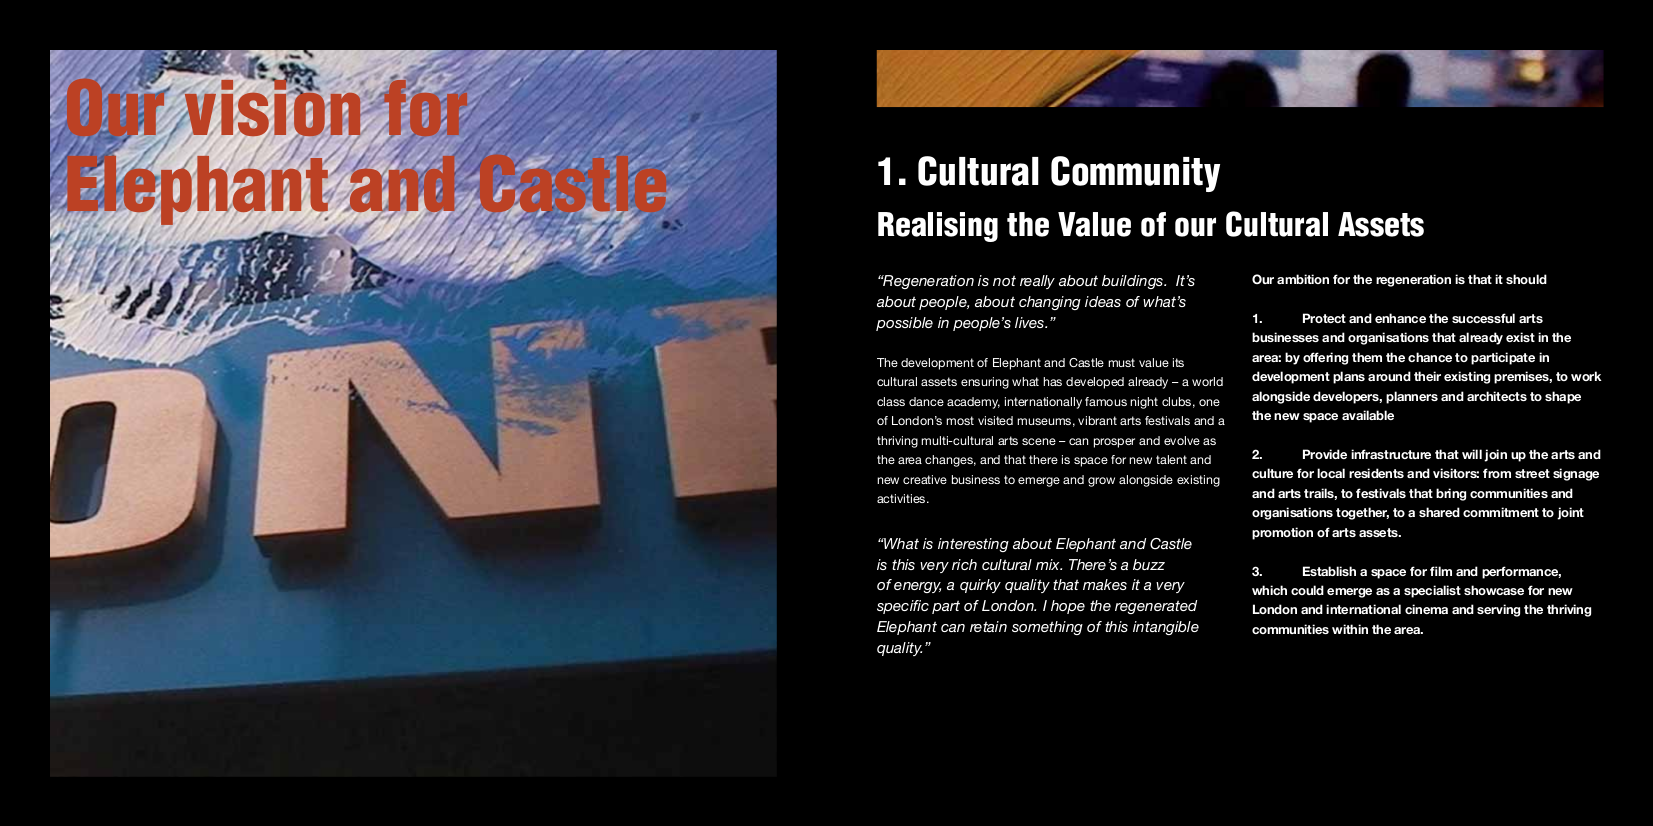 Our vision for
Elephant and Castle
ONE
1. Cultural Community
Realising the Value of our Cultural Assets
“Regeneration is not really about buildings.  It’s
about people, about changing ideas of what’s
possible in people’s lives.”
The development of Elephant and Castle must value its
cultural assets ensuring what has developed already – a world
class dance academy, internationally famous night clubs, one
of London’s most visited museums, vibrant arts festivals and a
thriving multi-cultural arts scene – can prosper and evolve as
the area changes, and that there is space for new talent and
new creative business to emerge and grow alongside existing
activities.
“What is interesting about Elephant and Castle
is this very rich cultural mix. There’s a buzz
of energy, a quirky quality that makes it a very
specific part of London. I hope the regenerated
Elephant can retain something of this intangible
quality.”
Our ambition for the regeneration is that it should
1. Protect and enhance the successful arts
businesses and organisations that already exist in the
area: by offering them the chance to participate in
development plans around their existing premises, to work
alongside developers, planners and architects to shape
the new space available
2. Provide infrastructure that will join up the arts and
culture for local residents and visitors: from street signage
and arts trails, to festivals that bring communities and
organisations together, to a shared commitment to joint
promotion of arts assets.
3. Establish a space for film and performance,
which could emerge as a specialist showcase for new
London and international cinema and serving the thriving
communities within the area.